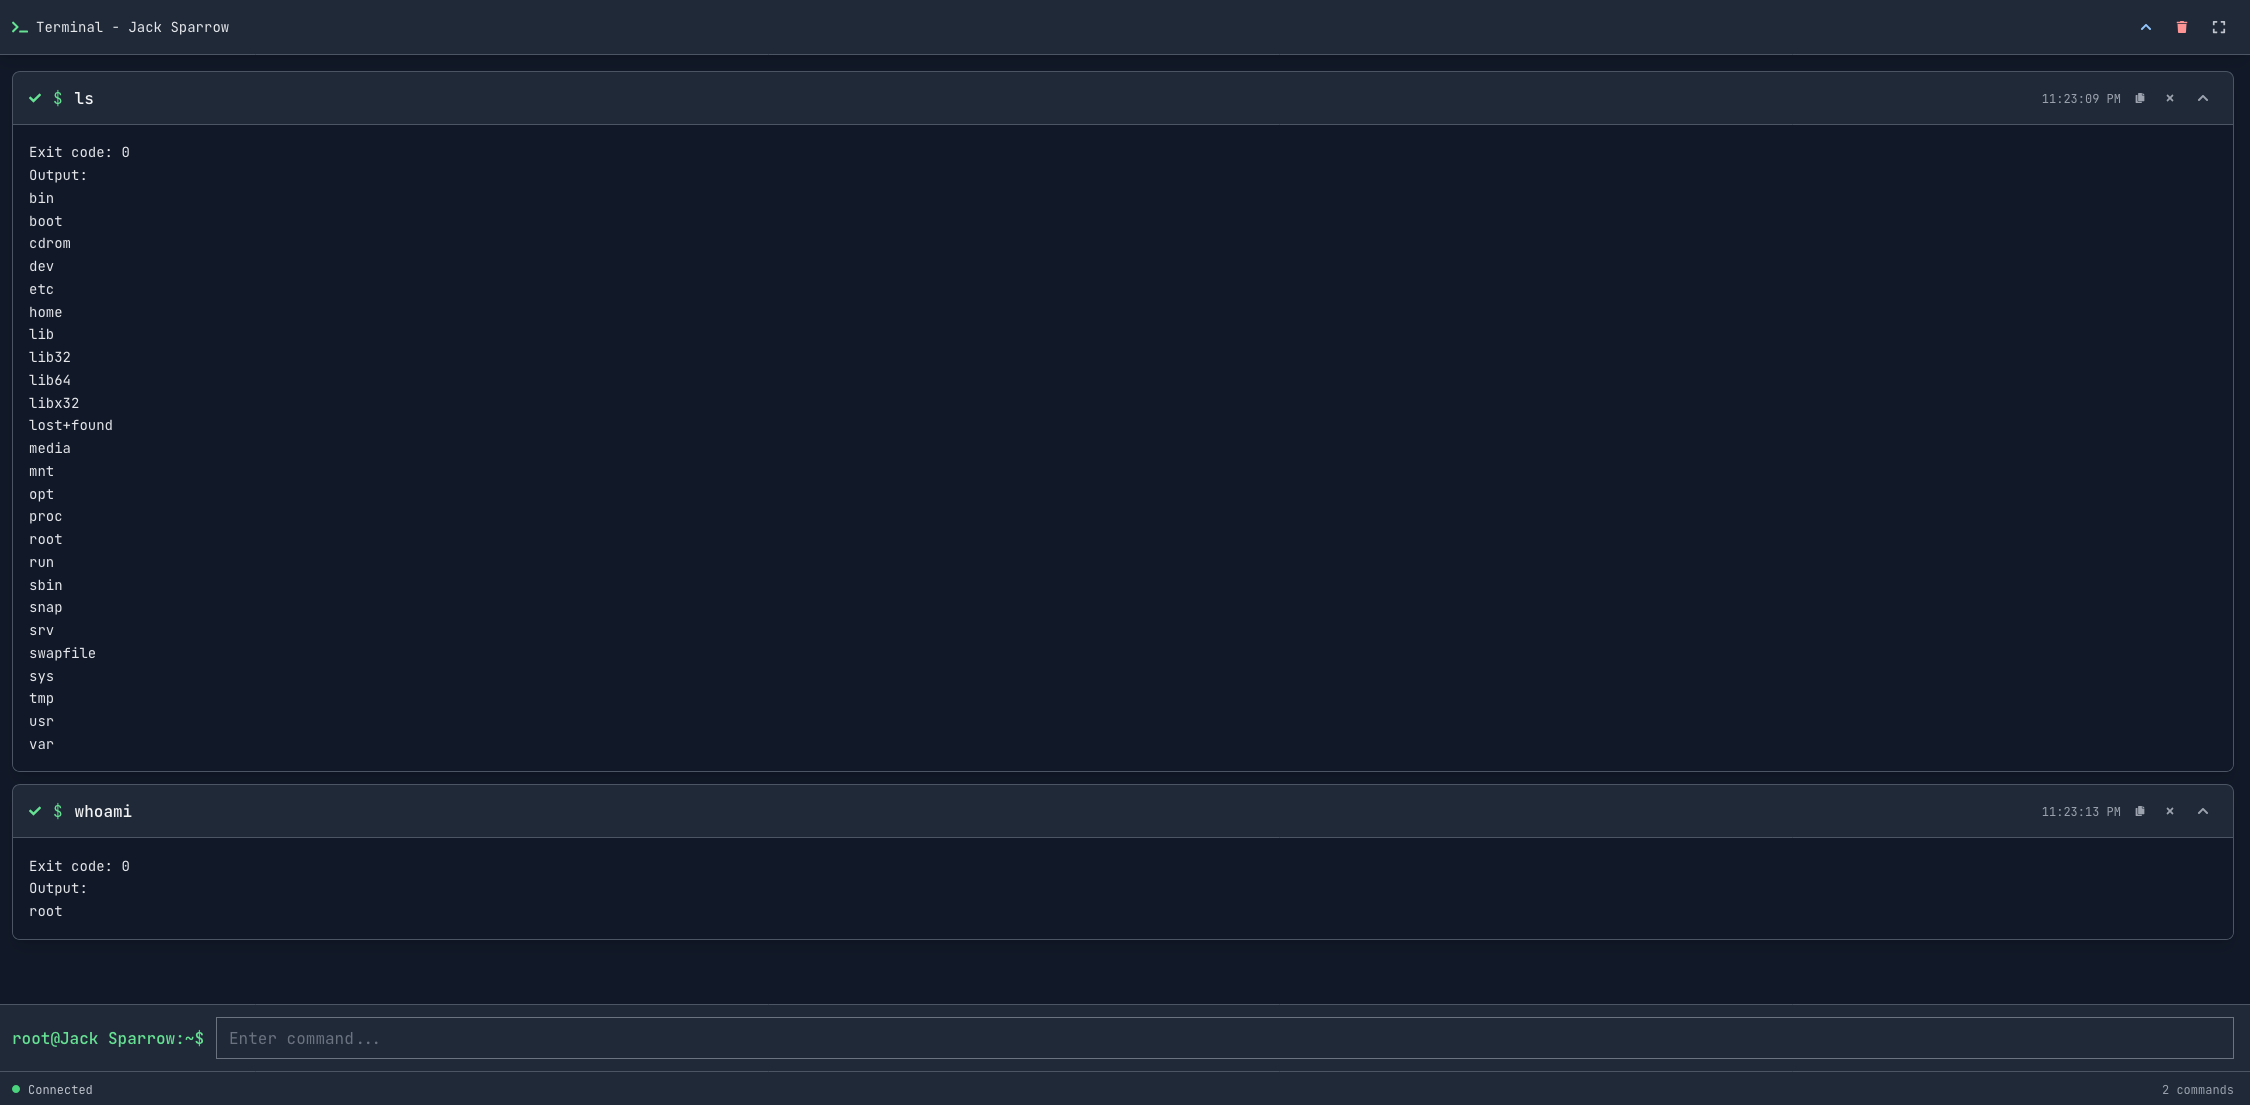 Terminal - Jack Sparrow
$ ls
11:23:09 PM
Exit code: 0
Output:
bin
boot
cdrom
dev
etc
home
lib
lib32
lib64
libx32
lost+found
media
mnt
opt
proc
root
run
sbin
snap
srv
swapfile
sys
tmp
usr
var
$ whoami
11:23:13 PM
Exit code: 0
Output:
root
root@Jack Sparrow:~$
Enter command...
Connected
2 commands